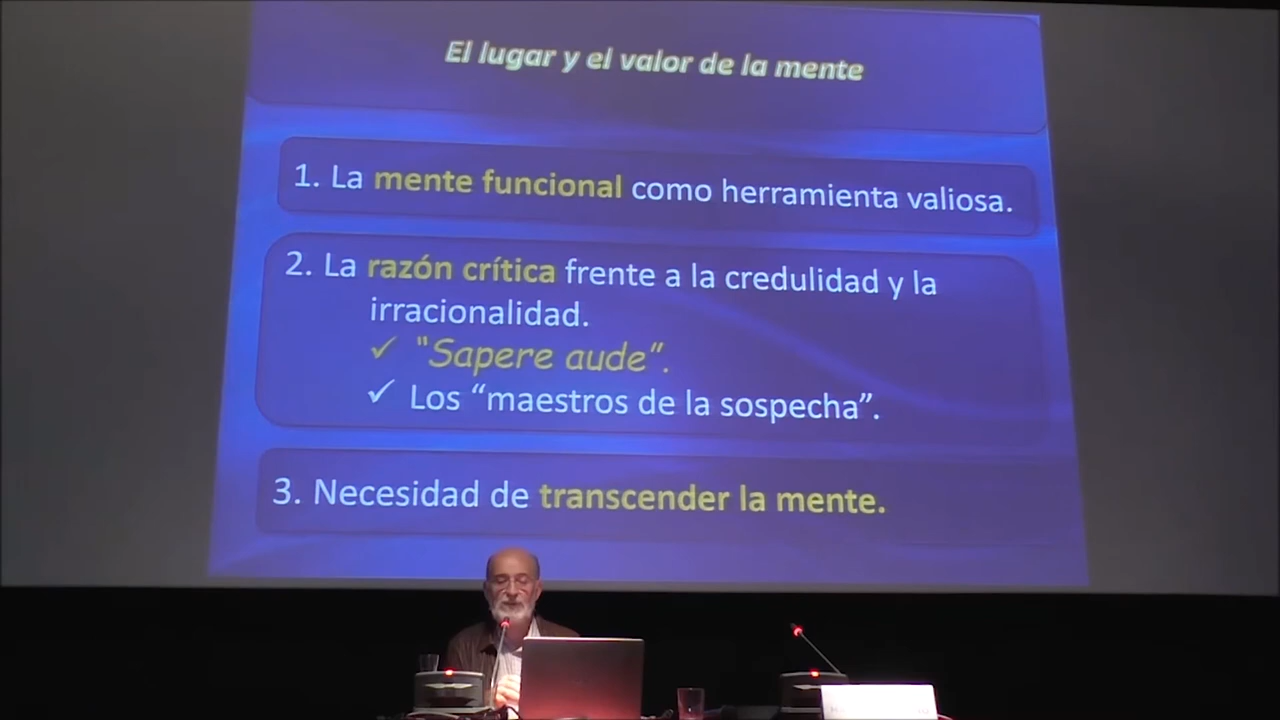 El lugar y el valor de la mente
1. La mente funcional como herramienta valiosa.
2. La razón crítica frente a la credulidad y la
irracionalidad.
✓ "Sapere aude".
✓ Los “maestros de la sospecha”.
3. Necesidad de transcender la mente.